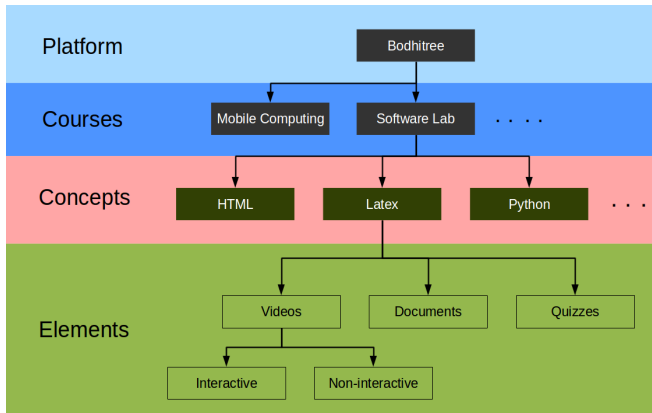 Platform
Bodhitree
Courses
Mobile Computing
Software Lab
. . . .
Concepts
HTML
Latex
Python
. . .
Elements
Videos
Documents
Quizzes
Interactive
Non-interactive